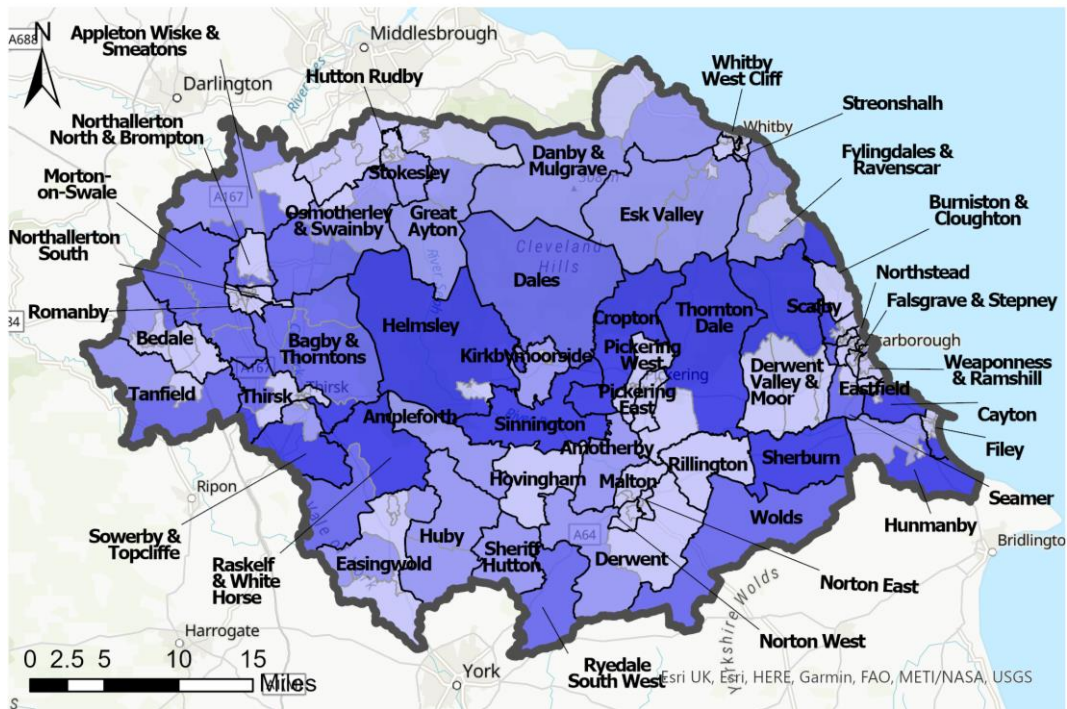 A688
N
Appleton Wiske &
Smeatons
Middlesbrough
Hutton Rudby
Darlington
River Tees
Whitby
West Cliff
Streonshalh
Whitby
Northallerton
North & Brompton
Danby &
Mulgrave
Fylingdales &
Ravenscar
Stokesley
A167
Morton-
on-Swale
Osmotherley
& Swainby
Great
Ayton
Esk Valley
Burniston &
Cloughton
Northallerton
South
Cleveland
Hills
Dales
Northstead
Falsgrave & Stepney
Romanby
Helmsley
Cropton
Thornton
Dale
Scalby
Scarborough
Bedale
Bagby &
Thorntons
Kirkbymoorside
Pickering
West
Pickering
Derwent
Valley &
Moor
Weaponness
& Ramshill
A167
Thirsk
Tanfield
Thirsk
Pickering
East
Eastfield
Cayton
Ampleforth
Sinnington
Filey
Amotherby
Rillington
Sherburn
Hovingham
Malton
Seamer
Ripon
Hunmanby
Sowerby &
Topcliffe
Vale
Wolds
Huby
A64
Raskelf
& White
Horse
Easingwold
Sheriff
Hutton
Derwent
Bridlington
Norton East
Yorkshire Wolds
Harrogate
Norton West
0 2.5 5 10 15
Miles
York
Ryedale
South West
Esri UK, Esri, HERE, Garmin, FAO, METI/NASA, USGS